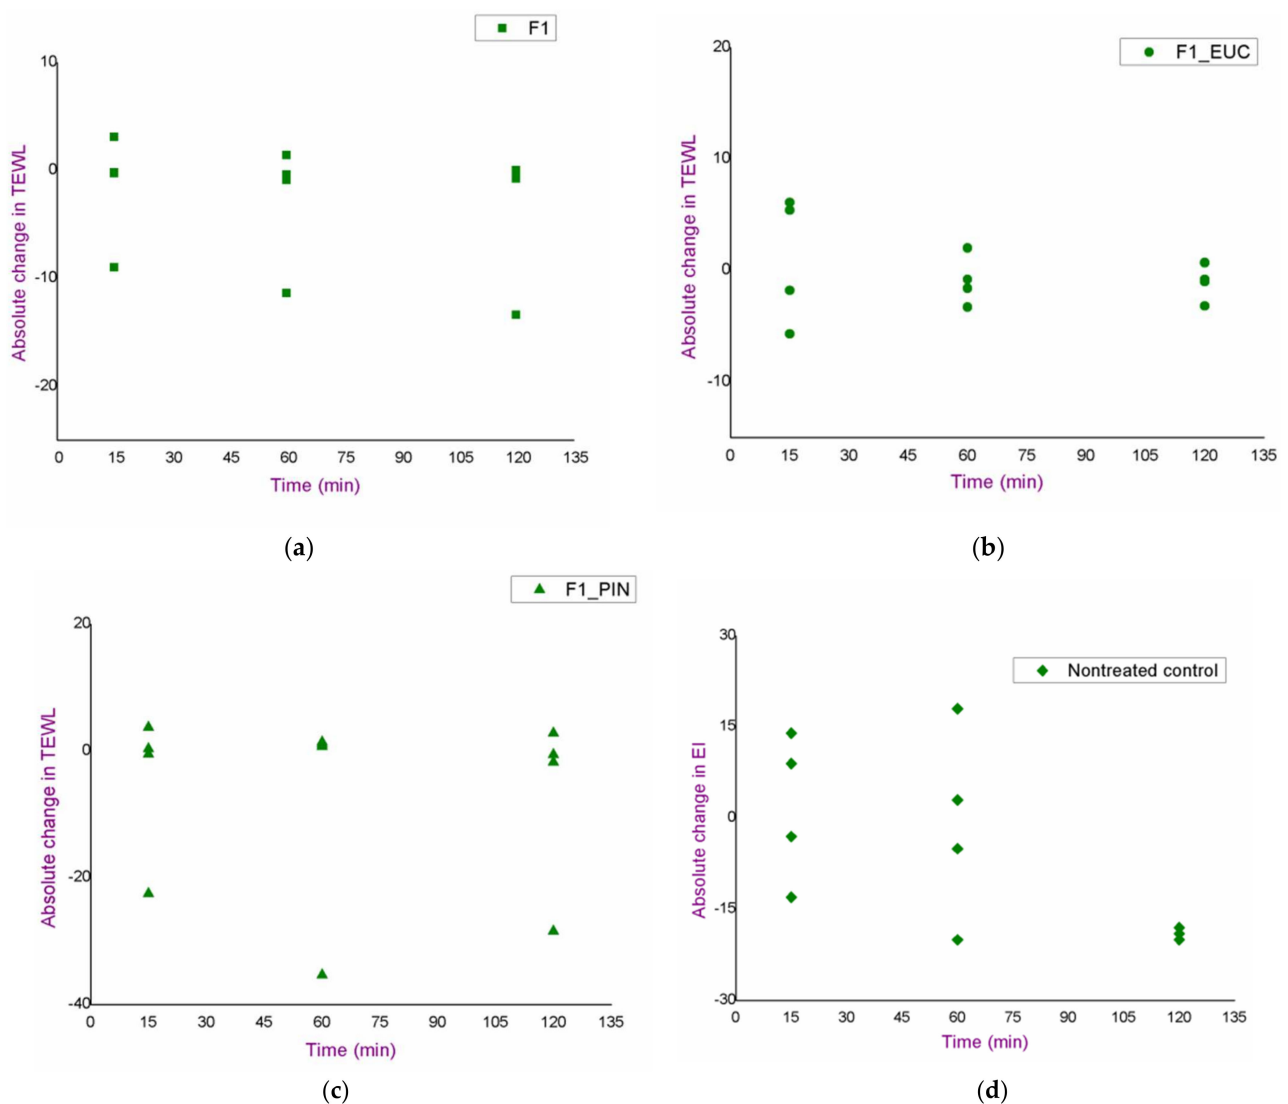 F1
10
0
-10
-20
Absolute change in TEWL
0 15 30 45 60 75 90 105 120 135
Time (min)
(a)
F1_EUC
20
10
0
-10
Absolute change in TEWL
0 15 30 45 60 75 90 105 120 135
Time (min)
(b)
F1_PIN
20
0
-20
-40
Absolute change in TEWL
0 15 30 45 60 75 90 105 120 135
Time (min)
(c)
Nontreated control
30
15
0
-15
-30
Absolute change in EI
0 15 30 45 60 75 90 105 120 135
Time (min)
(d)